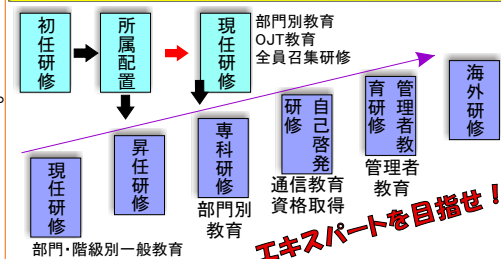 初任研修
所属配置
現任研修
部門別教育
OJT教育
全員召集研修
現任研修
昇任研修
専科研修
自己啓発
研修
管理者教
育研修
海外研修
部門・階級別一般教育
部門別
教育
通信教育
資格取得
管理者
教育
エキスパートを目指せ!